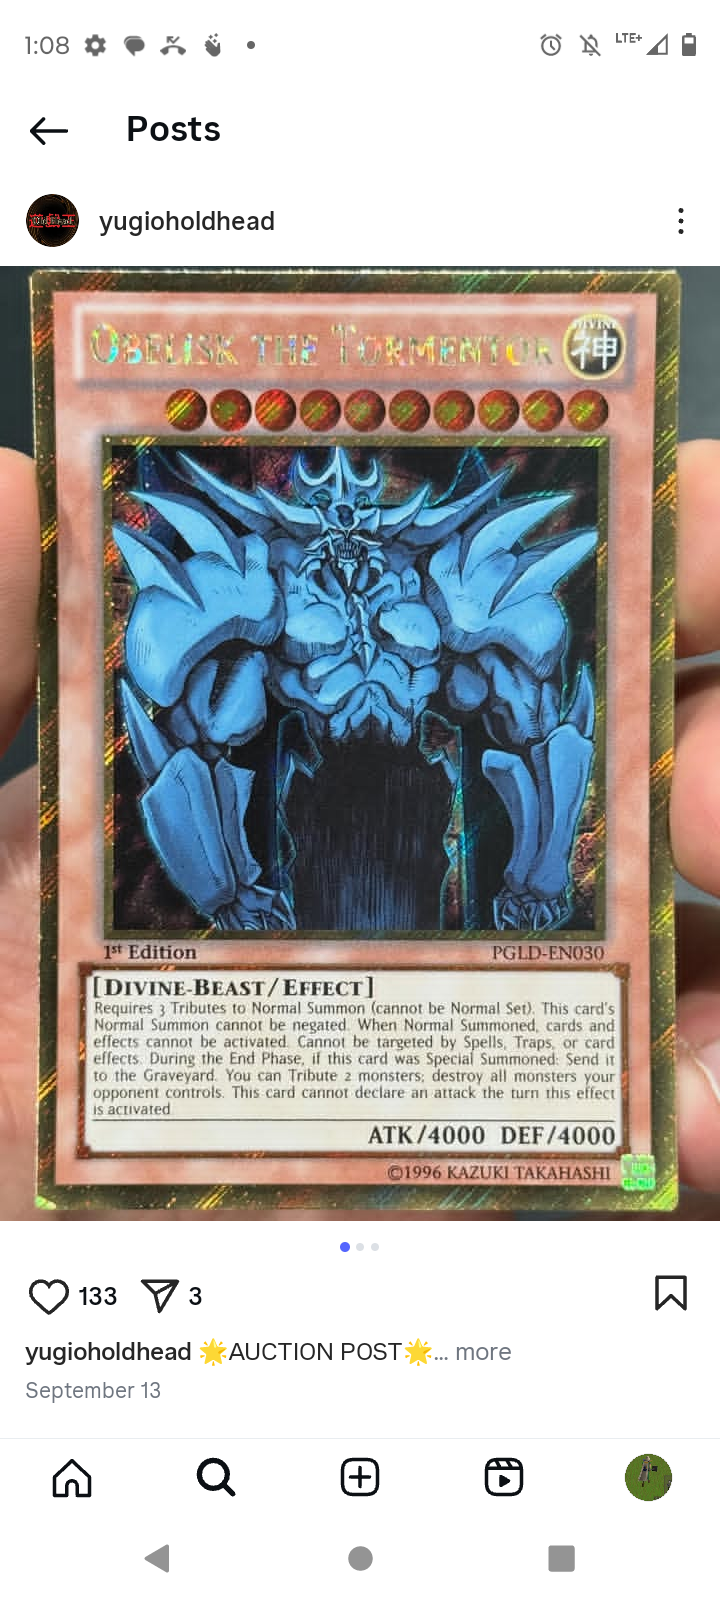 1:08
LTE+
Posts
yugioholdhead
OBELISK THE TORMENTOR
DIVINE
神
1st Edition
PGLD-EN030
[DIVINE-BEAST/EFFECT]
Requires 3 Tributes to Normal Summon (cannot be Normal Set). This card's
Normal Summon cannot be negated. When Normal Summoned, cards and
effects cannot be activated. Cannot be targeted by Spells, Traps, or card
effects. During the End Phase, if this card was Special Summoned: Send it
to the Graveyard. You can Tribute 2 monsters; destroy all monsters your
opponent controls. This card cannot declare an attack the turn this effect
is activated
ATK/4000 DEF/4000
©1996 KAZUKI TAKAHASHI
133
3
yugioholdhead 🌟AUCTION POST🌟... more
September 13